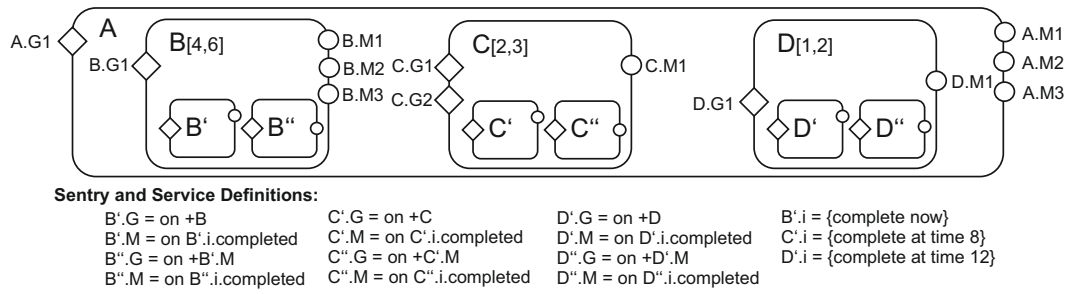 A.G1
A
B[4,6]
B.G1
B.M1
B.M2
B.M3
B‘
B“
C[2,3]
C.G1
C.G2
C.M1
C‘
C“
D[1,2]
D.G1
D.M1
D‘
D“
A.M1
A.M2
A.M3
Sentry and Service Definitions:
B‘.G = on +B
B‘.M = on B‘.i.completed
B“.G = on +B‘.M
B“.M = on B“.i.completed
C‘.G = on +C
C‘.M = on C‘.i.completed
C“.G = on +C‘.M
C“.M = on C“.i.completed
D‘.G = on +D
D‘.M = on D‘.i.completed
D“.G = on +D‘.M
D“.M = on D“.i.completed
B‘.i = {complete now}
C‘.i = {complete at time 8}
D‘.i = {complete at time 12}